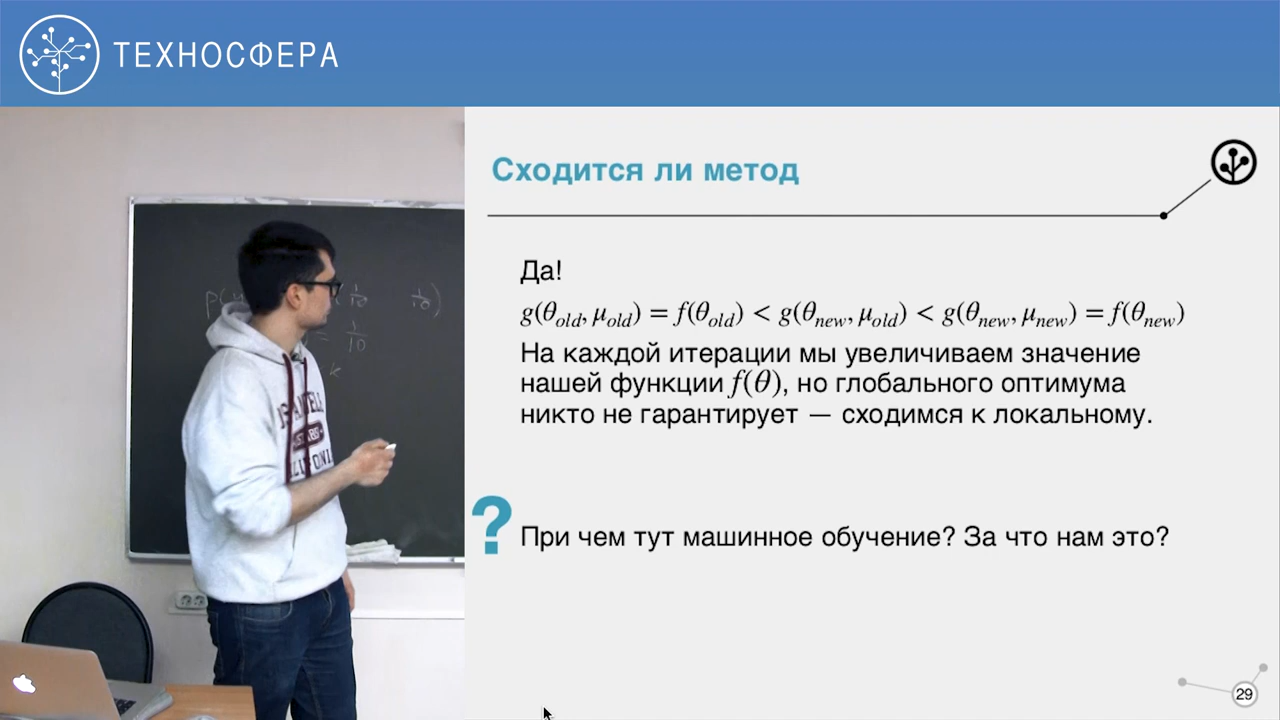 ТЕХНОСФЕРА
Сходится ли метод
Да!
g(θ_old, μ_old) = f(θ_old) < g(θ_new, μ_old) < g(θ_new, μ_new) = f(θ_new)
На каждой итерации мы увеличиваем значение
нашей функции f(θ), но глобального оптимума
никто не гарантирует — сходимся к локальному.
? При чем тут машинное обучение? За что нам это?
29